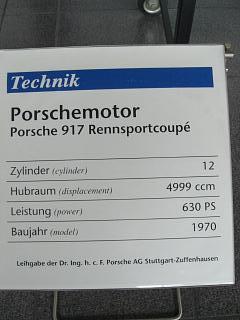 Technik
Porschemotor
Porsche 917 Rennsportcoupé
Zylinder (cylinder) 12
Hubraum (displacement) 4999 ccm
Leistung (power) 630 PS
Baujahr (model) 1970
Leihgabe der Dr. Ing. h. c. F. Porsche AG Stuttgart-Zuffenhausen